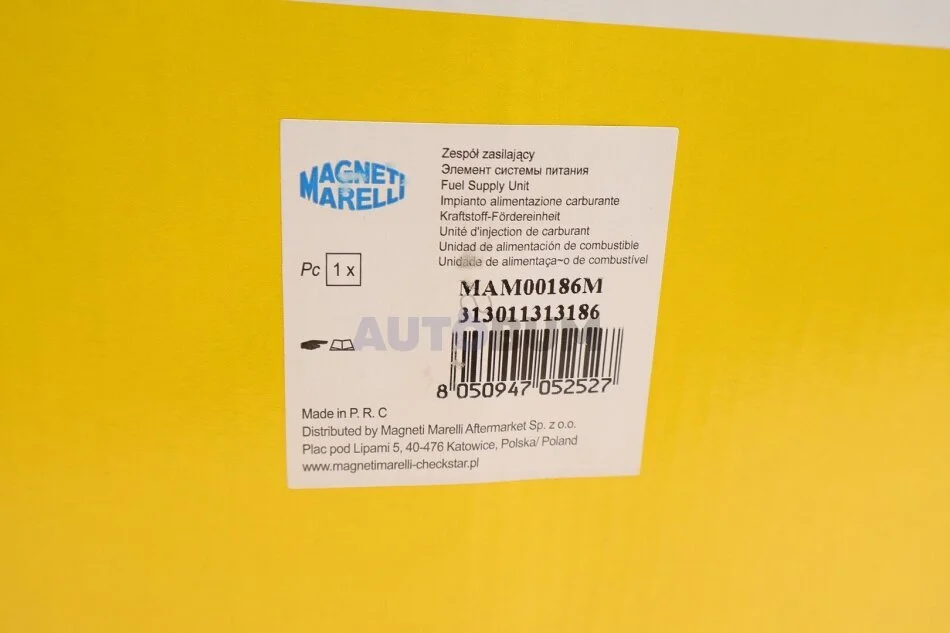 MAGNETI
MARELLI
Zespół zasilający
Элемент системы питания
Fuel Supply Unit
Impianto alimentazione carburante
Kraftstoff-Fördereinheit
Unité d'injection de carburant
Unidad de alimentación de combustible
Unidade de alimentaça~o de combustível
Pc 1 x
MAM00186M
313011313186
AUTORUM
8 050947 052527
Made in P. R. C
Distributed by Magneti Marelli Aftermarket Sp. z o.o.
Plac pod Lipami 5, 40-476 Katowice, Polska/ Poland
www.magnetimarelli-checkstar.pl